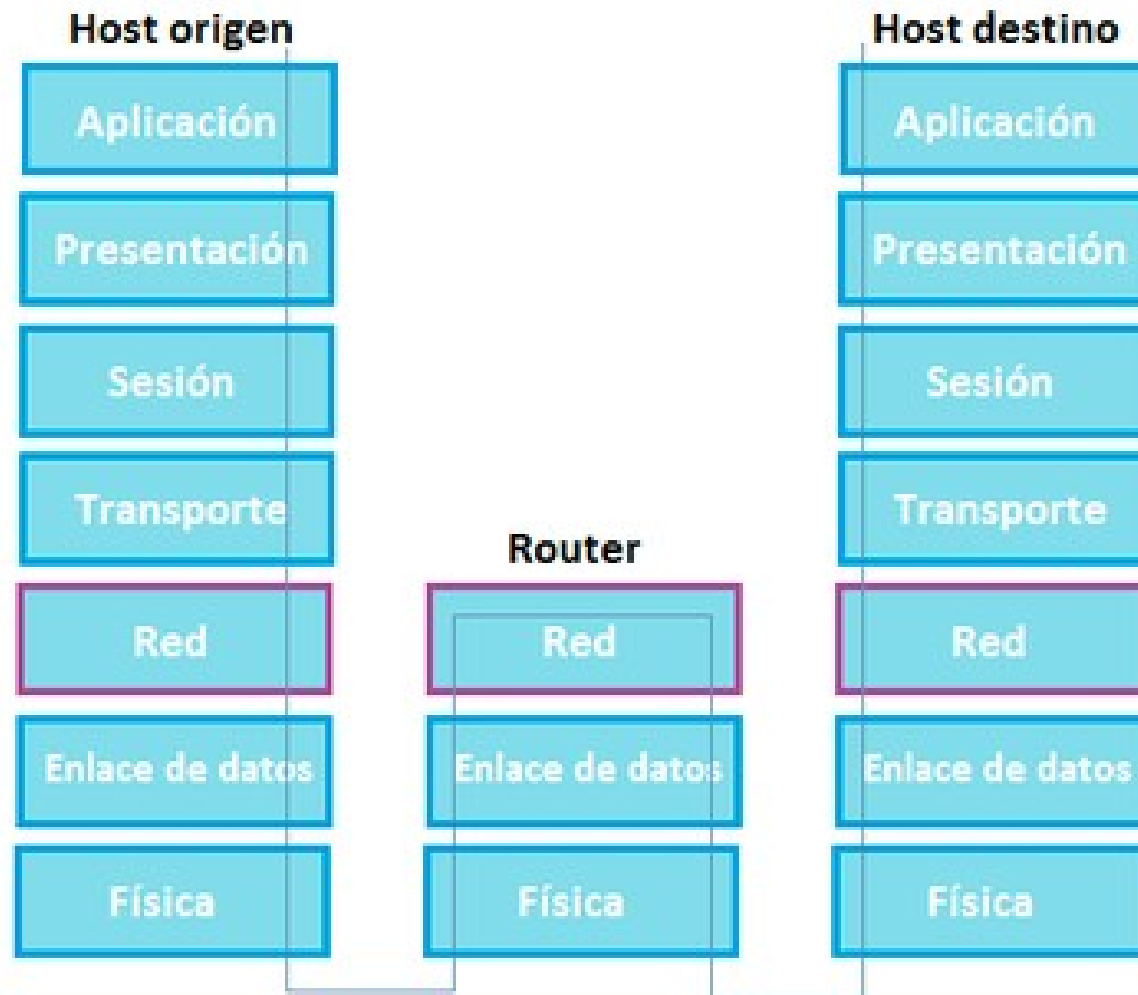 Host origen
Aplicación
Presentación
Sesión
Transporte
Red
Enlace de datos
Física
Router
Red
Enlace de datos
Física
Host destino
Aplicación
Presentación
Sesión
Transporte
Red
Enlace de datos
Física